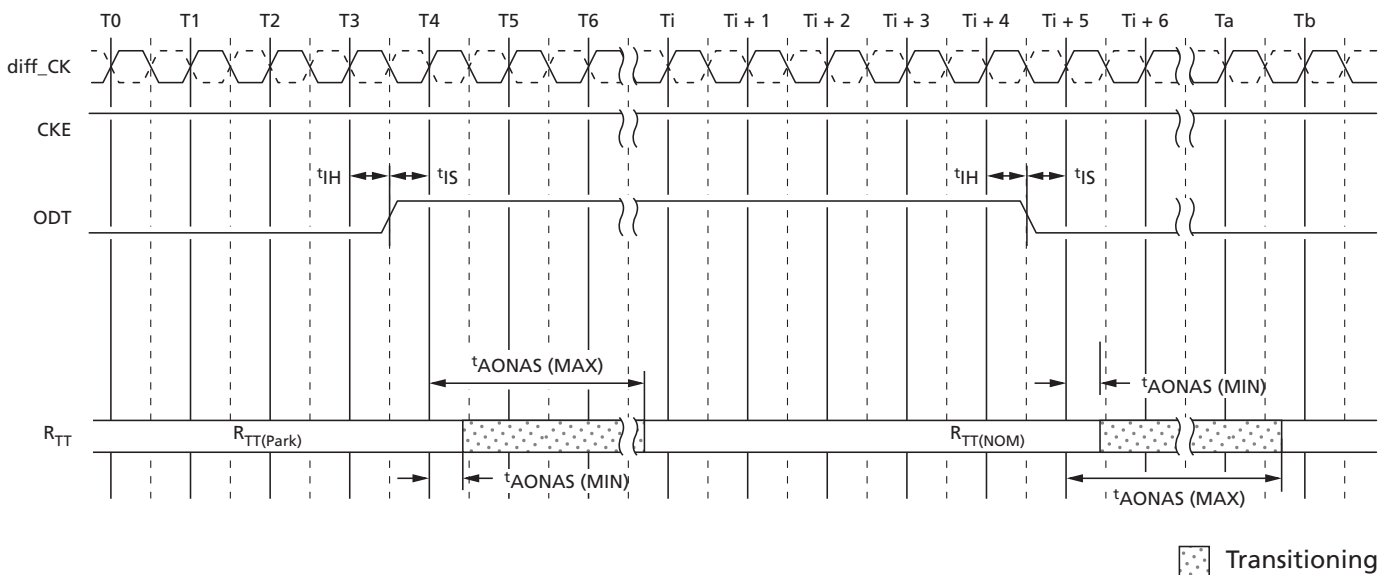 T0 T1 T2 T3 T4 T5 T6 Ti Ti + 1 Ti + 2 Ti + 3 Ti + 4 Ti + 5 Ti + 6 Ta Tb
diff_CK
CKE
tIH tIS tIH tIS
ODT
tAONAS (MAX)
tAONAS (MIN)
RTT RTT(Park) RTT(NOM)
tAONAS (MIN)
tAONAS (MAX)
Transitioning